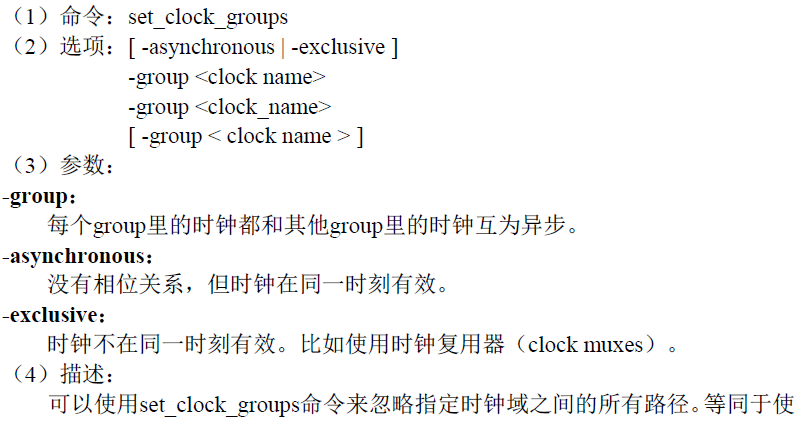 （1）命令：set_clock_groups
（2）选项：[ -asynchronous | -exclusive ]
-group <clock name>
-group <clock_name>
[ -group < clock name > ]
（3）参数：
-group：
每个group里的时钟都和其他group里的时钟互为异步。
-asynchronous：
没有相位关系，但时钟在同一时刻有效。
-exclusive：
时钟不在同一时刻有效。比如使用时钟复用器（clock muxes）。
（4）描述：
可以使用set_clock_groups命令来忽略指定时钟域之间的所有路径。等同于使